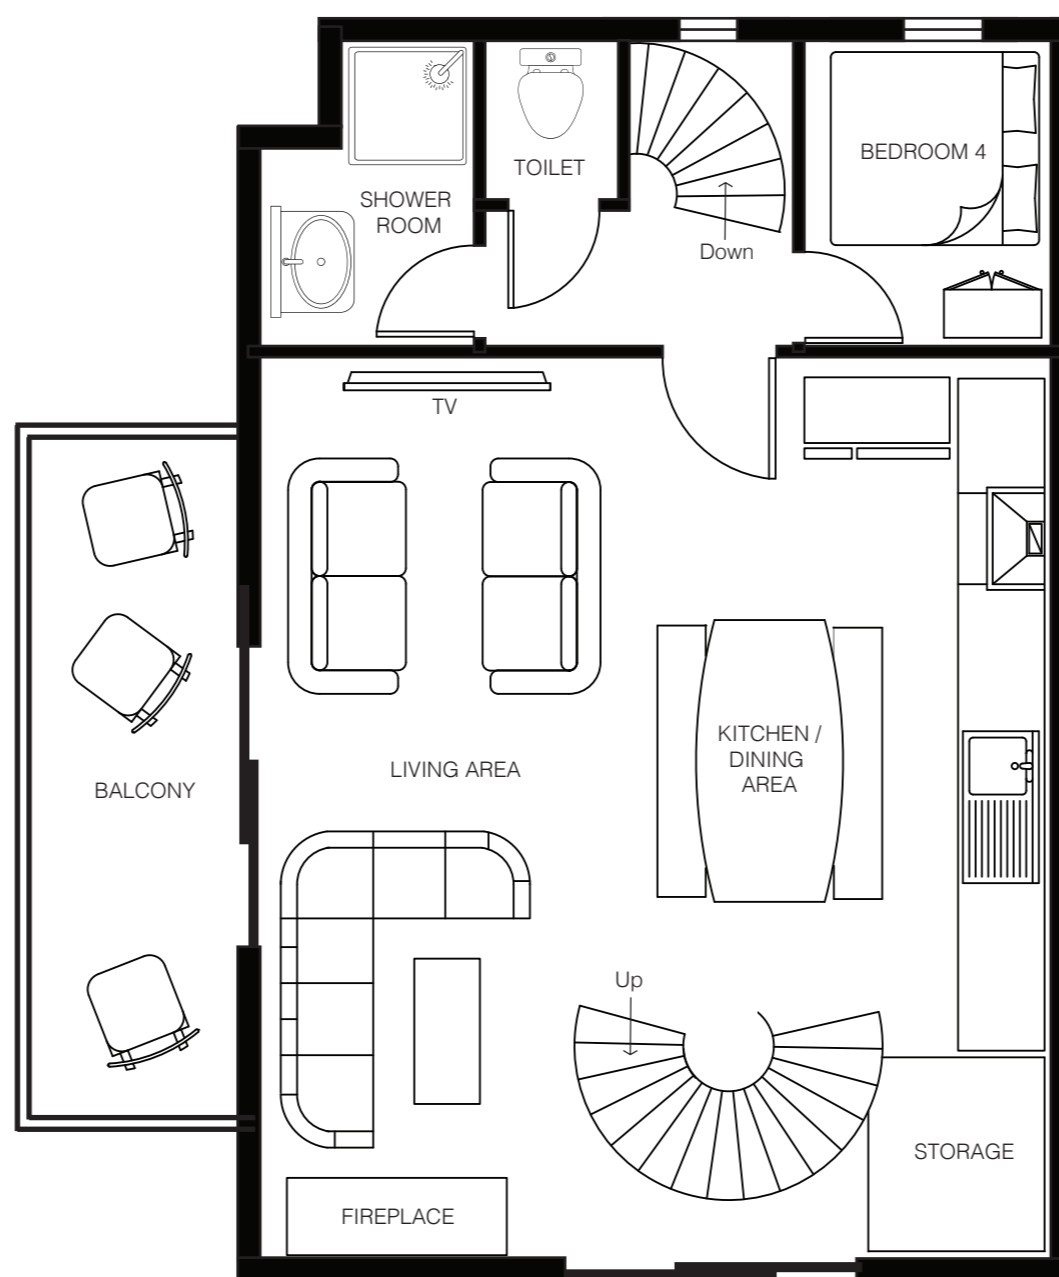 TOILET
BEDROOM 4
SHOWER
ROOM
Down
TV
KITCHEN /
DINING
AREA
LIVING AREA
BALCONY
Up
STORAGE
FIREPLACE